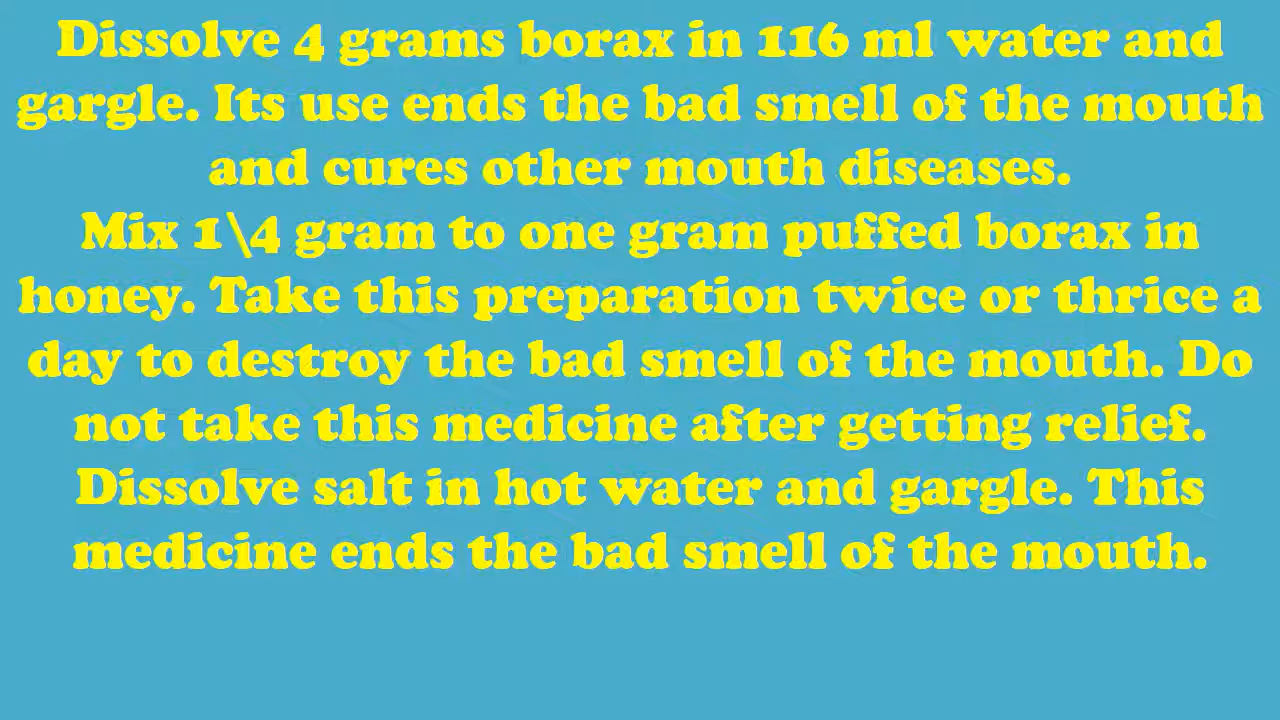 Dissolve 4 grams borax in 116 ml water and
gargle. Its use ends the bad smell of the mouth
and cures other mouth diseases.
Mix 1\4 gram to one gram puffed borax in
honey. Take this preparation twice or thrice a
day to destroy the bad smell of the mouth. Do
not take this medicine after getting relief.
Dissolve salt in hot water and gargle. This
medicine ends the bad smell of the mouth.